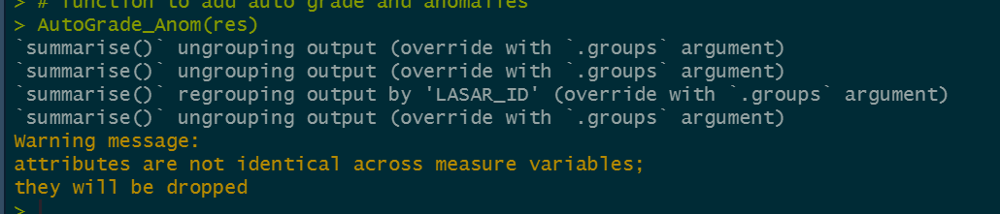 > # function to add auto grade and anomalies
> AutoGrade_Anom(res)
`summarise()` ungrouping output (override with `.groups` argument)
`summarise()` ungrouping output (override with `.groups` argument)
`summarise()` regrouping output by 'LASAR_ID' (override with `.groups` argument)
`summarise()` ungrouping output (override with `.groups` argument)
Warning message:
attributes are not identical across measure variables;
they will be dropped
>